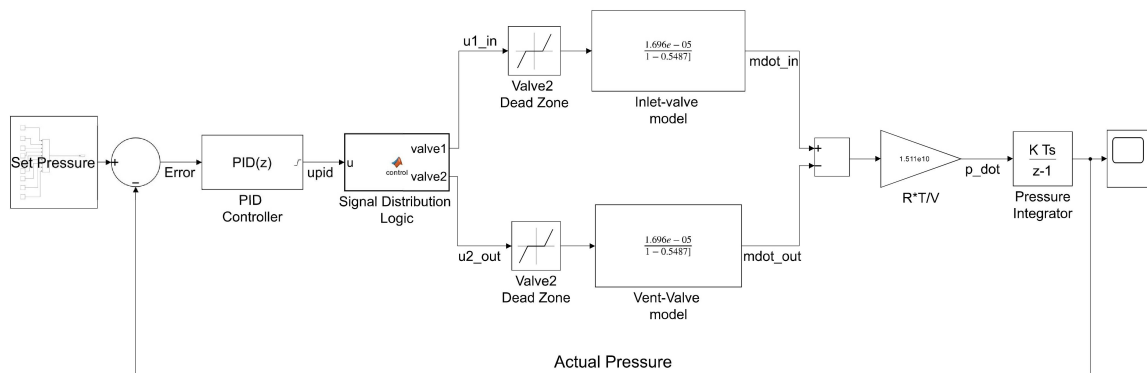 u1_in
Valve2
Dead Zone
1.696e − 05
1 − 0.5487]
Inlet-valve
model
mdot_in
Set Pressure
+
−
Error
PID(z)
PID
Controller
upid
u
valve1
valve2
control
Signal Distribution
Logic
+
−
1.511e10
R*T/V
p_dot
K Ts
z-1
Pressure
Integrator
u2_out
Valve2
Dead Zone
1.696e − 05
1 − 0.5487]
Vent-Valve
model
mdot_out
Actual Pressure